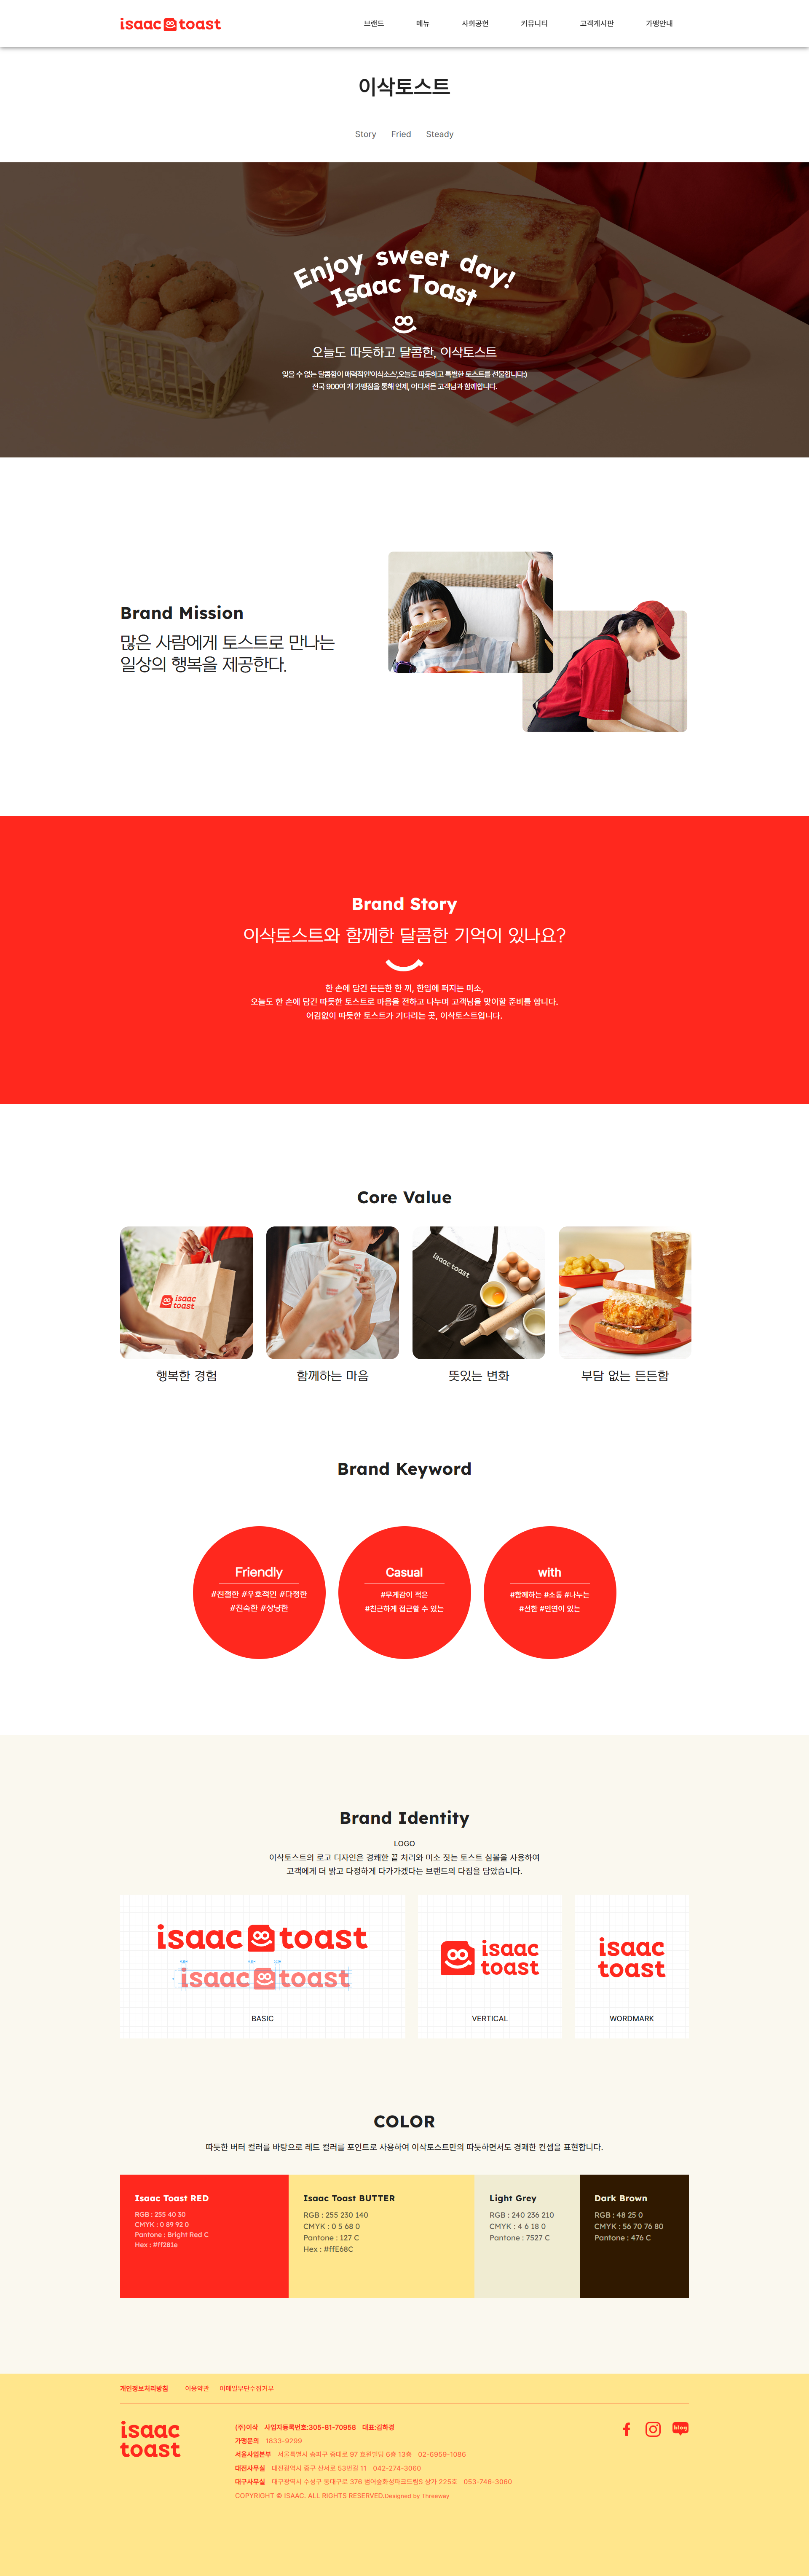 isaac toast
브랜드 메뉴 사회공헌 커뮤니티 고객게시판 가맹안내
이삭토스트
Story Fried Steady
Enjoy sweet day!
Isaac Toast
오늘도 따듯하고 달콤한, 이삭토스트
잊을 수 없는 달콤함이 매력적인'이삭소스',오늘도 따듯하고 특별한 토스트를 선물합니다:)
전국 900여 개 가맹점을 통해 언제, 어디서든 고객님과 함께합니다.
Brand Mission
많은 사람에게 토스트로 만나는
일상의 행복을 제공한다.
Brand Story
이삭토스트와 함께한 달콤한 기억이 있나요?
한 손에 담긴 든든한 한 끼, 한입에 퍼지는 미소,
오늘도 한 손에 담긴 따듯한 토스트로 마음을 전하고 나누며 고객님을 맞이할 준비를 합니다.
어김없이 따듯한 토스트가 기다리는 곳, 이삭토스트입니다.
Core Value
isaac
toast
isaac toast
행복한 경험 함께하는 마음 뜻있는 변화 부담 없는 든든함
Brand Keyword
Friendly
#친절한 #우호적인 #다정한
#친숙한 #상냥한
Casual
#무게감이 적은
#친근하게 접근할 수 있는
with
#함께하는 #소통 #나누는
#선한 #인연이 있는
Brand Identity
LOGO
이삭토스트의 로고 디자인은 경쾌한 끝 처리와 미소 짓는 토스트 심볼을 사용하여
고객에게 더 밝고 다정하게 다가가겠다는 브랜드의 다짐을 담았습니다.
isaac toast
isaac toast
BASIC
isaac
toast
VERTICAL
isaac
toast
WORDMARK
COLOR
따듯한 버터 컬러를 바탕으로 레드 컬러를 포인트로 사용하여 이삭토스트만의 따듯하면서도 경쾌한 컨셉을 표현합니다.
Isaac Toast RED
RGB : 255 40 30
CMYK : 0 89 92 0
Pantone : Bright Red C
Hex : #ff281e
Isaac Toast BUTTER
RGB : 255 230 140
CMYK : 0 5 68 0
Pantone : 127 C
Hex : #ffE68C
Light Grey
RGB : 240 236 210
CMYK : 4 6 18 0
Pantone : 7527 C
Dark Brown
RGB : 48 25 0
CMYK : 56 70 76 80
Pantone : 476 C
개인정보처리방침 이용약관 이메일무단수집거부
isaac
toast
(주)이삭 사업자등록번호:305-81-70958 대표:김하경
가맹문의 1833-9299
서울사업본부 서울특별시 송파구 중대로 97 효원빌딩 6층 13층 02-6959-1086
대전사무실 대전광역시 중구 선서로 53번길 11 042-274-3060
대구사무실 대구광역시 수성구 동대구로 376 범어숲화성파크드림S 상가 225호 053-746-3060
COPYRIGHT © ISAAC. ALL RIGHTS RESERVED.Designed by Threeway
blog